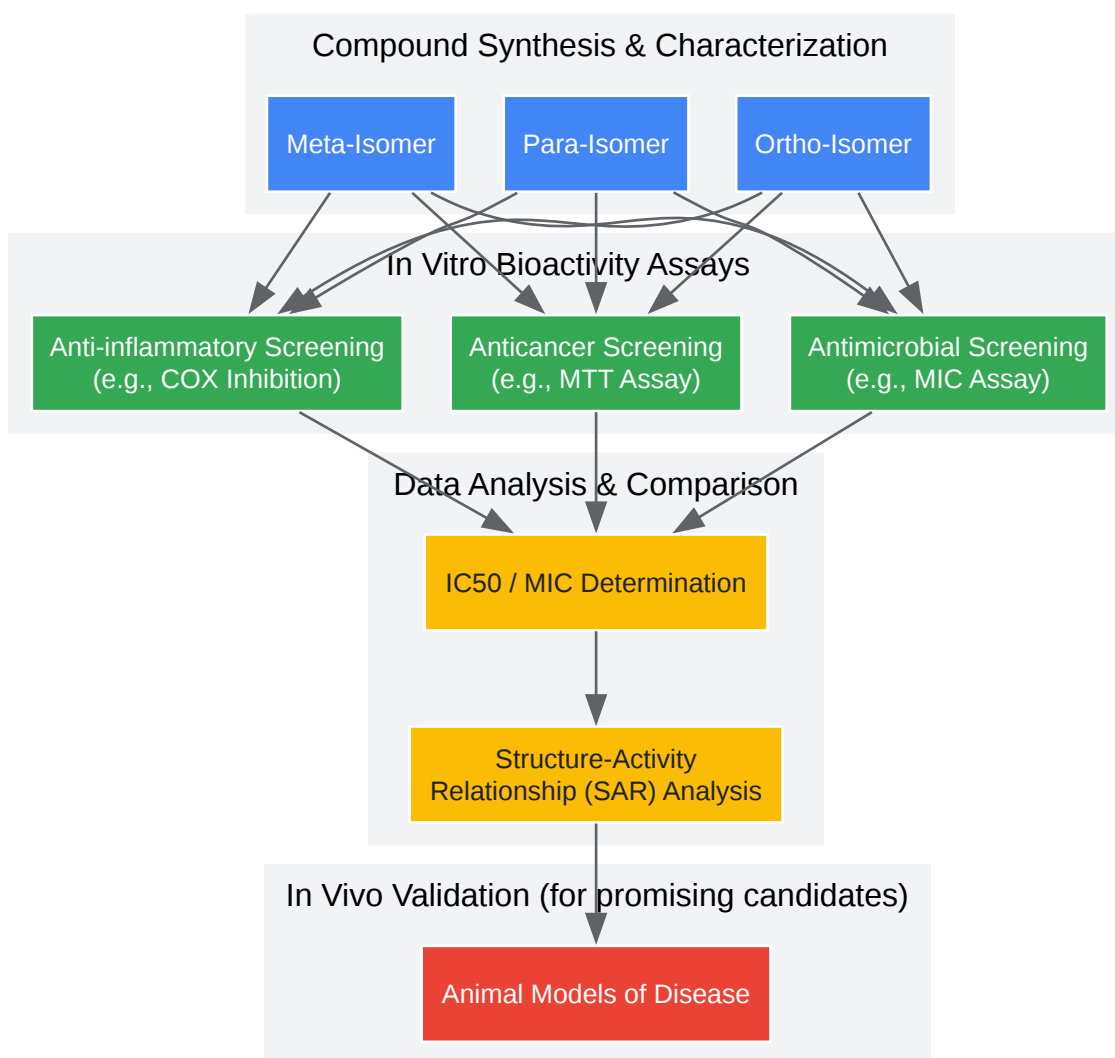 Compound Synthesis & Characterization
Meta-Isomer
Para-Isomer
Ortho-Isomer
In Vitro Bioactivity Assays
Anti-inflammatory Screening
(e.g., COX Inhibition)
Anticancer Screening
(e.g., MTT Assay)
Antimicrobial Screening
(e.g., MIC Assay)
Data Analysis & Comparison
IC50 / MIC Determination
Structure-Activity
Relationship (SAR) Analysis
In Vivo Validation (for promising candidates)
Animal Models of Disease